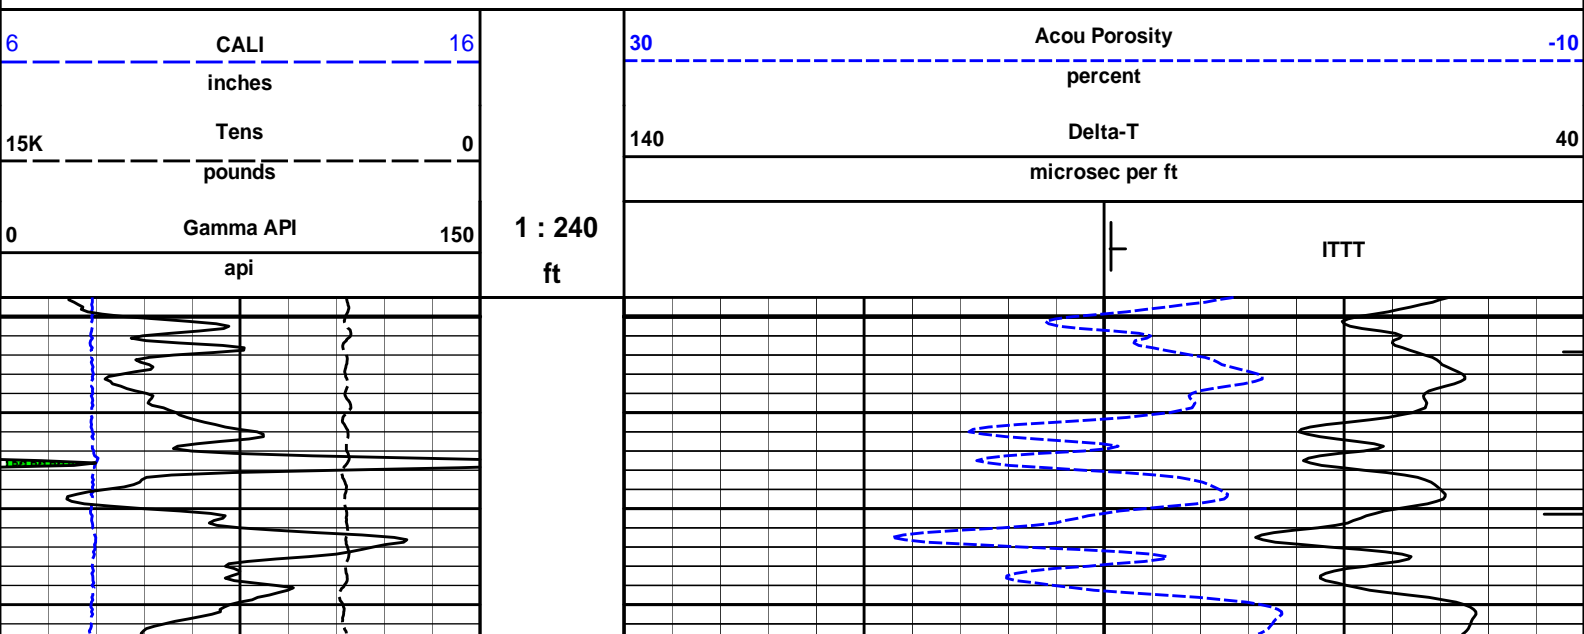 6 CALI 16
inches
Tens
15K 0
pounds
Gamma API
0 150
api
1 : 240
ft
Acou Porosity
30 -10
percent
Delta-T
140 40
microsec per ft
ITTT